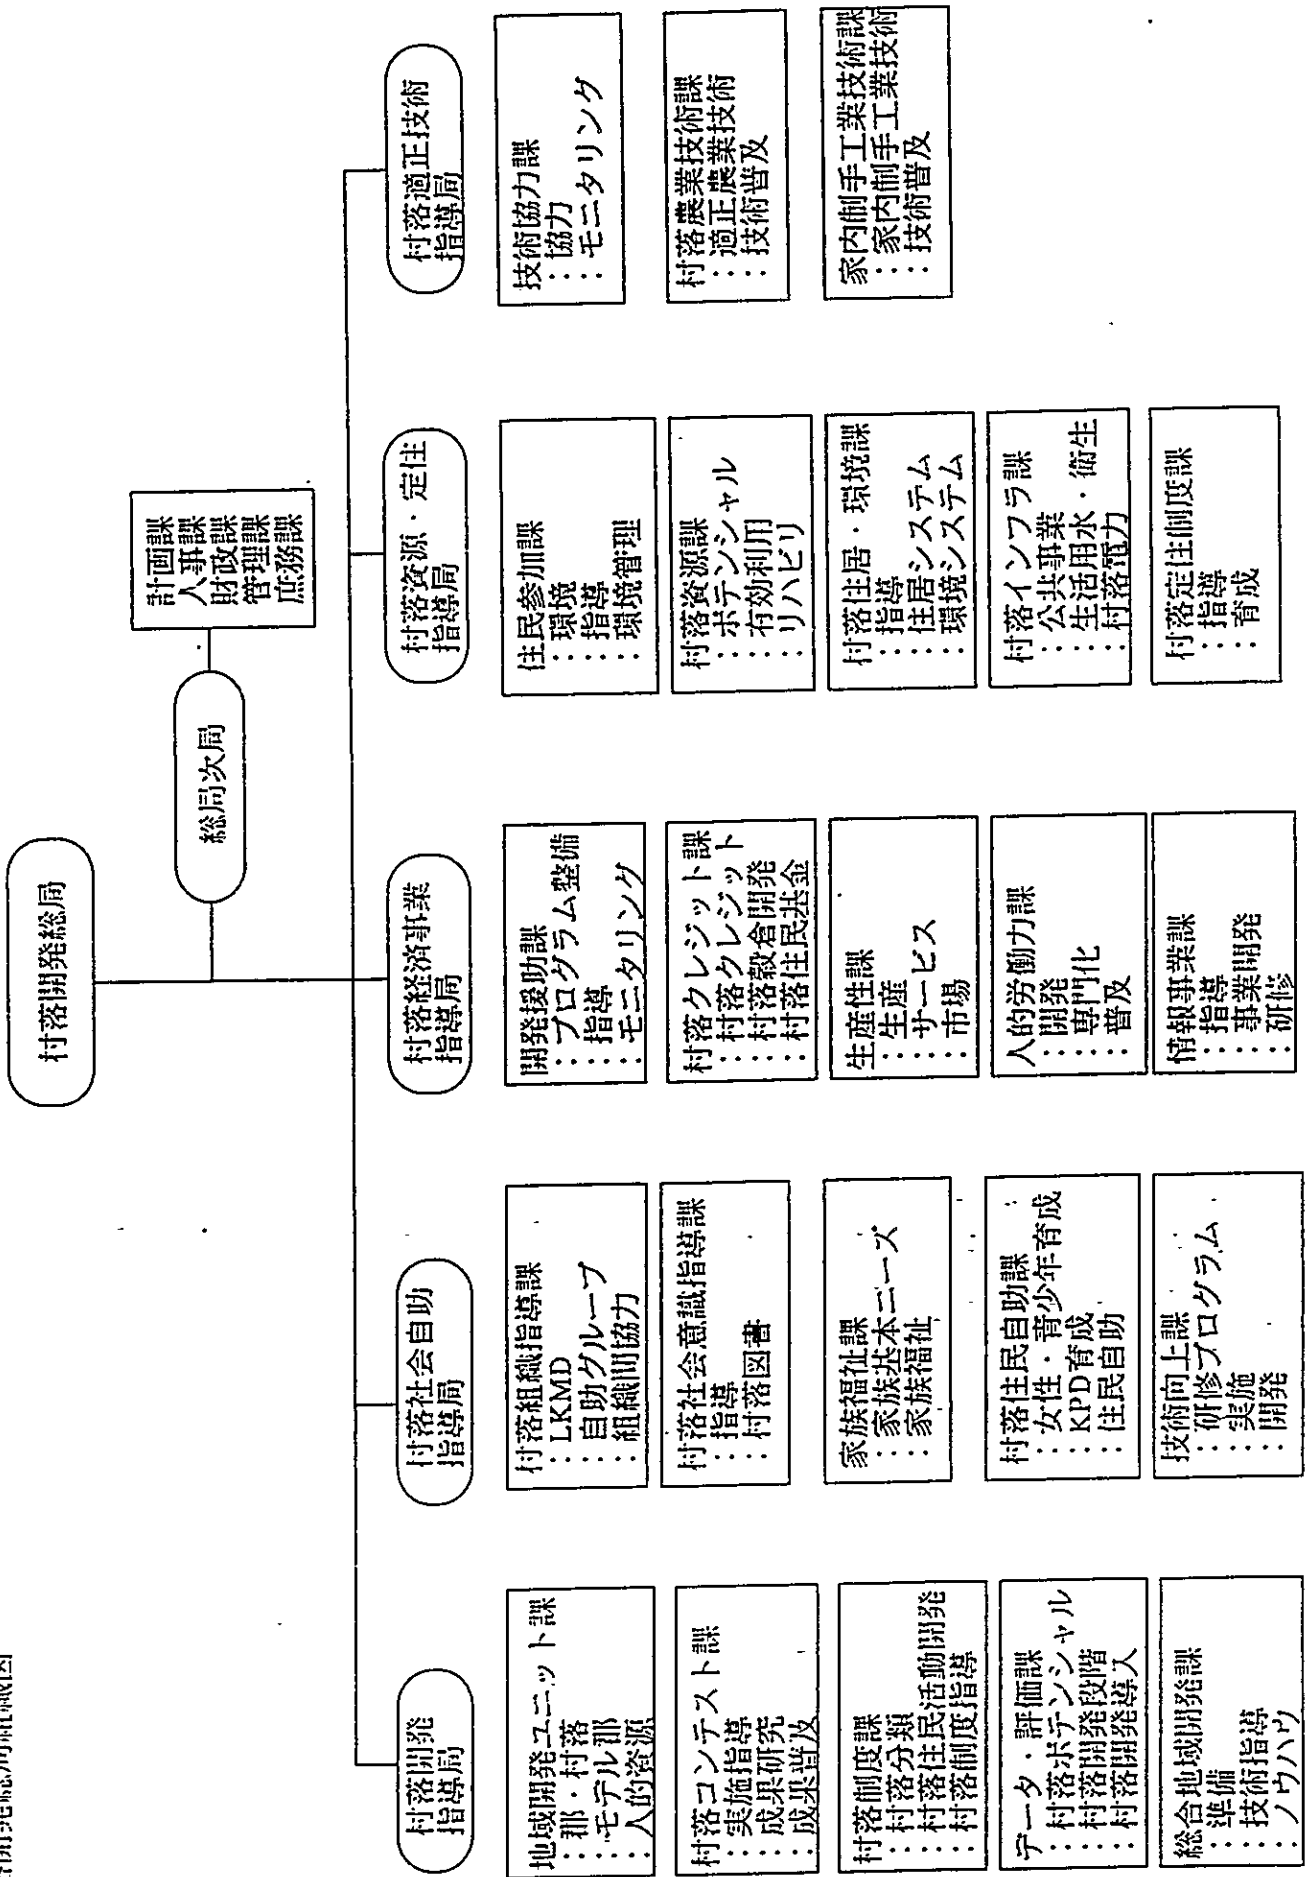 村落開発総局
総局次局
計画課
人事課
財政課
管理課
庶務課
村落開発
指導局
地域開発ユニット課
：郡・村落
：モデル郡
：人的資源
村落コンテスト課
：実施指導
：成果研究
：成果普及
村落制度課
：村落分類
：村落住民活動開発
：村落制度指導
データ・評価課
：村落ポテンシャル
：村落開発段階
：村落開発導入
総合地域開発課
：準備
：技術指導
：ノウハウ
村落社会自助
指導局
村落組織指導課
：LKMD
：自助グループ
：組織間協力
村落社会意識指導課
：指導
：村落図書
家族福祉課
：家族基本ニーズ
：家族福祉
村落住民自助課
：女性・青少年育成
：KPD育成
：住民自助
技術向上課
：研修プログラム
：実施
：開発
村落経済事業
指導局
開発援助課
：プログラム整備
：指導
：モニタリング
村落クレジット課
：村落クレジット
：村落穀倉開発
：村落住民基金
生産性課
：生産
：サービス
：市場
人的労働力課
：開発
：専門化
：普及
情報事業課
：指導
：事業開発
：研修
村落資源・定住
指導局
住民参加課
：環境
：指導
：環境管理
村落資源課
：ポテンシャル
：有効利用
：リハビリ
村落住居・環境課
：指導
：住居システム
：環境システム
村落インフラ課
：公共事業
：生活用水・衛生
：村落電力
村落定住制度課
：指導
：育成
村落適正技術
指導局
技術協力課
：協力
：モニタリング
村落農業技術課
：適正農業技術
：技術普及
家内制手工業技術課
：家内制手工業技術
：技術普及